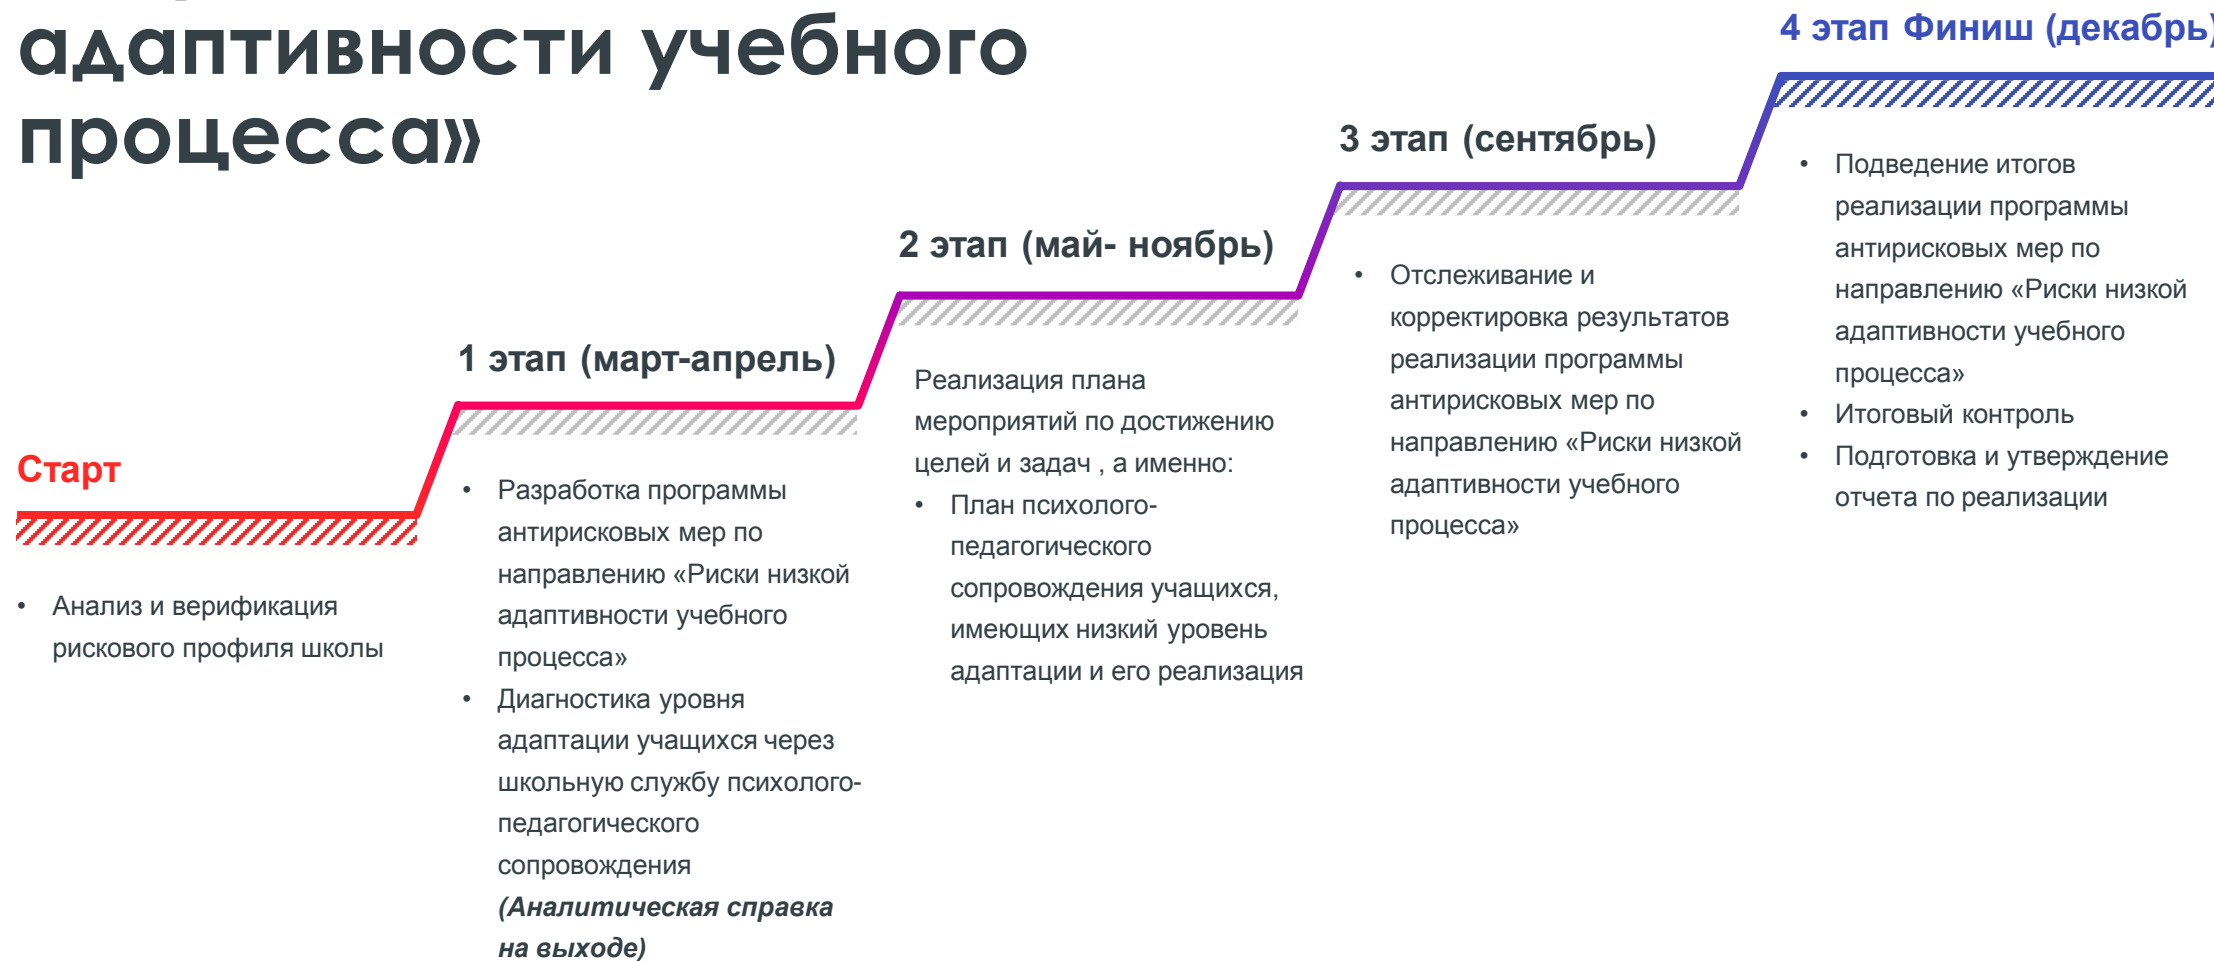 адаптивности учебного
процесса»
Старт
• Анализ и верификация
рискового профиля школы
1 этап (март-апрель)
• Разработка программы
антирисковых мер по
направлению «Риски низкой
адаптивности учебного
процесса»
• Диагностика уровня
адаптации учащихся через
школьную службу психолого-
педагогического
сопровождения
(Аналитическая справка
на выходе)
2 этап (май- ноябрь)
Реализация плана
мероприятий по достижению
целей и задач , а именно:
• План психолого-
педагогического
сопровождения учащихся,
имеющих низкий уровень
адаптации и его реализация
3 этап (сентябрь)
• Отслеживание и
корректировка результатов
реализации программы
антирисковых мер по
направлению «Риски низкой
адаптивности учебного
процесса»
4 этап Финиш (декабрь)
• Подведение итогов
реализации программы
антирисковых мер по
направлению «Риски низкой
адаптивности учебного
процесса»
• Итоговый контроль
• Подготовка и утверждение
отчета по реализации